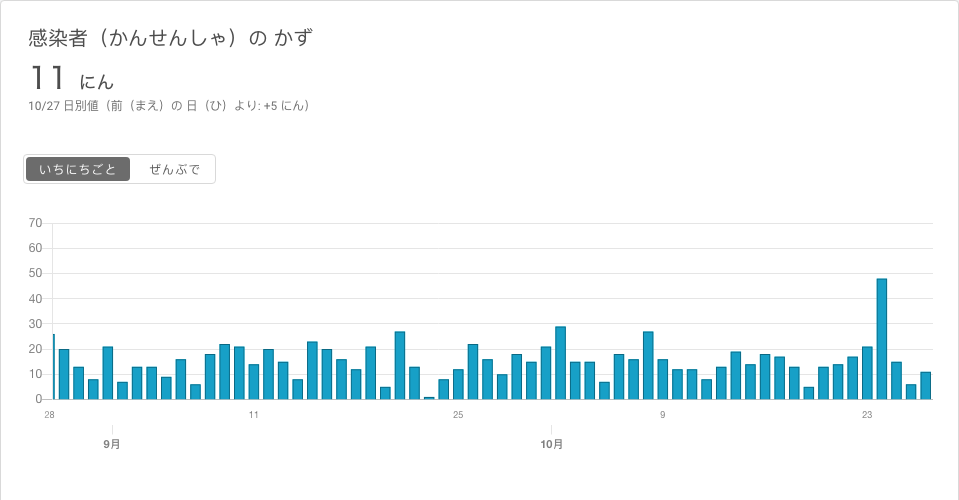 感染者（かんせんしゃ）の かず
11 にん
10/27 日別値（前（まえ）の 日（ひ）より: +5 にん）
いちにちごと ぜんぶで
70
60
50
40
30
20
10
0
28 11 25 9 23
9月 10月